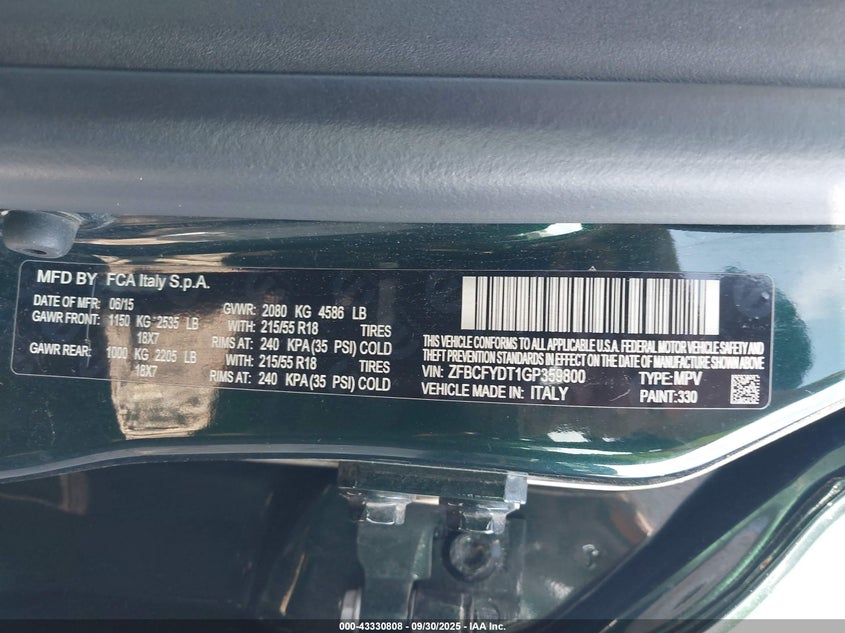 MFD BY FCA Italy S.p.A.
DATE OF MFR: 06/15 GVWR: 2080 KG 4586 LB
GAWR FRONT: 1150 KG 2535 LB WITH: 215/55 R18 TIRES
18X7 RIMS AT: 240 KPA(35 PSI) COLD
GAWR REAR: 1000 KG 2205 LB WITH: 215/55 R18 TIRES
18X7 RIMS AT: 240 KPA(35 PSI) COLD
THIS VEHICLE CONFORMS TO ALL APPLICABLE U.S.A. FEDERAL MOTOR VEHICLE SAFETY AND
THEFT PREVENTION STANDARDS IN EFFECT ON THE DATE OF MANUFACTURE SHOWN ABOVE
VIN: ZFBCFYDT1GP359800 TYPE: MPV
VEHICLE MADE IN: ITALY PAINT: 330
000-43330808 - 09/30/2025 - IAA Inc.